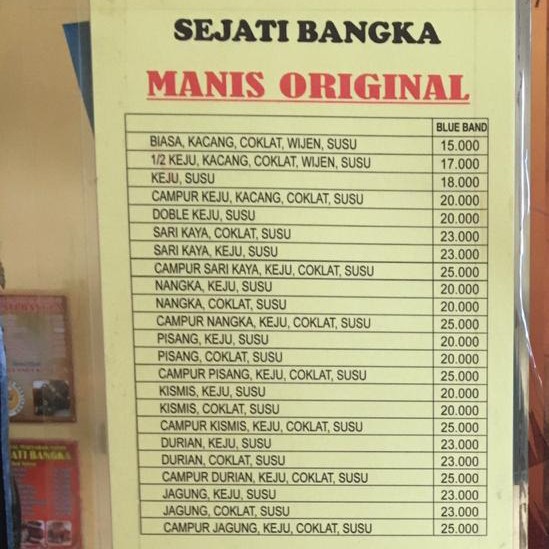 SEJATI BANGKA
MANIS ORIGINAL
BLUE BAND
BIASA, KACANG, COKLAT, WIJEN, SUSU 15.000
1/2 KEJU, KACANG, COKLAT, WIJEN, SUSU 17.000
KEJU, SUSU 18.000
CAMPUR KEJU, KACANG, COKLAT, SUSU 20.000
DOBLE KEJU, SUSU 20.000
SARI KAYA, COKLAT, SUSU 23.000
SARI KAYA, KEJU, SUSU 23.000
CAMPUR SARI KAYA, KEJU, COKLAT, SUSU 25.000
NANGKA, KEJU, SUSU 20.000
NANGKA, COKLAT, SUSU 20.000
CAMPUR NANGKA, KEJU, COKLAT, SUSU 25.000
PISANG, KEJU, SUSU 20.000
PISANG, COKLAT, SUSU 20.000
CAMPUR PISANG, KEJU, COKLAT, SUSU 25.000
KISMIS, KEJU, SUSU 20.000
KISMIS, COKLAT, SUSU 20.000
CAMPUR KISMIS, KEJU, COKLAT, SUSU 25.000
DURIAN, KEJU, SUSU 23.000
DURIAN, COKLAT, SUSU 23.000
CAMPUR DURIAN, KEJU, COKLAT, SUSU 25.000
JAGUNG, KEJU, SUSU 23.000
JAGUNG, COKLAT, SUSU 23.000
CAMPUR JAGUNG, KEJU, COKLAT, SUSU 25.000
BANGKA